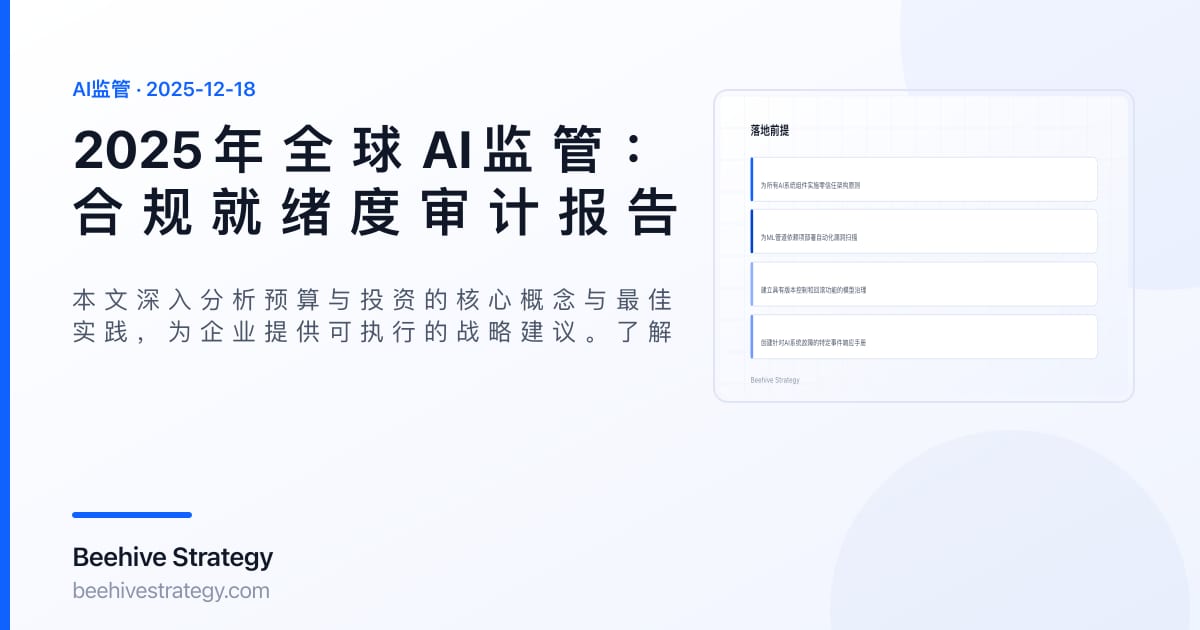 AI监管 · 2025-12-18
2025年全球AI监管：
合规就绪度审计报告
本文深入分析预算与投资的核心概念与最佳
实践，为企业提供可执行的战略建议。了解
Beehive Strategy
beehivestrategy.com
落地前提
为所有AI系统组件实施零信任架构原则
为ML管道依赖项部署自动化漏洞扫描
建立具有版本控制和回滚功能的模型治理
创建针对AI系统故障的特定事件响应手册
Beehive Strategy